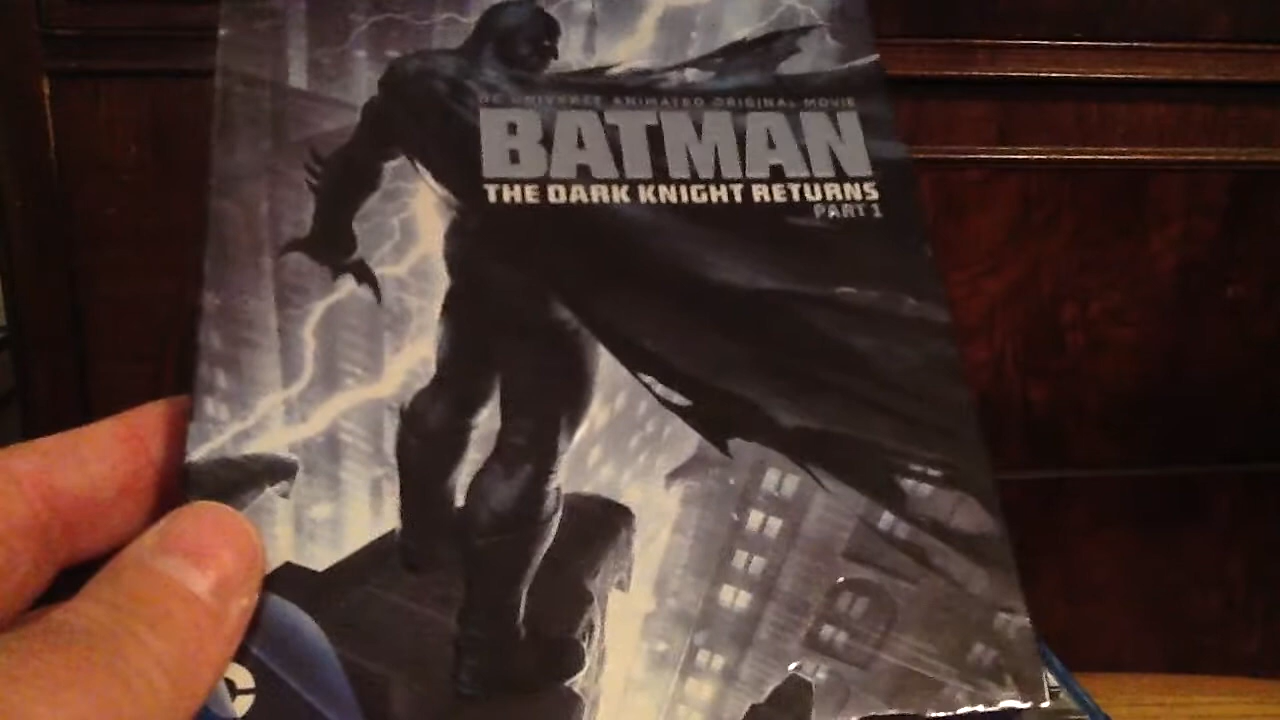 DC UNIVERSE ANIMATED ORIGINAL MOVIE
BATMAN
THE DARK KNIGHT RETURNS
PART 1